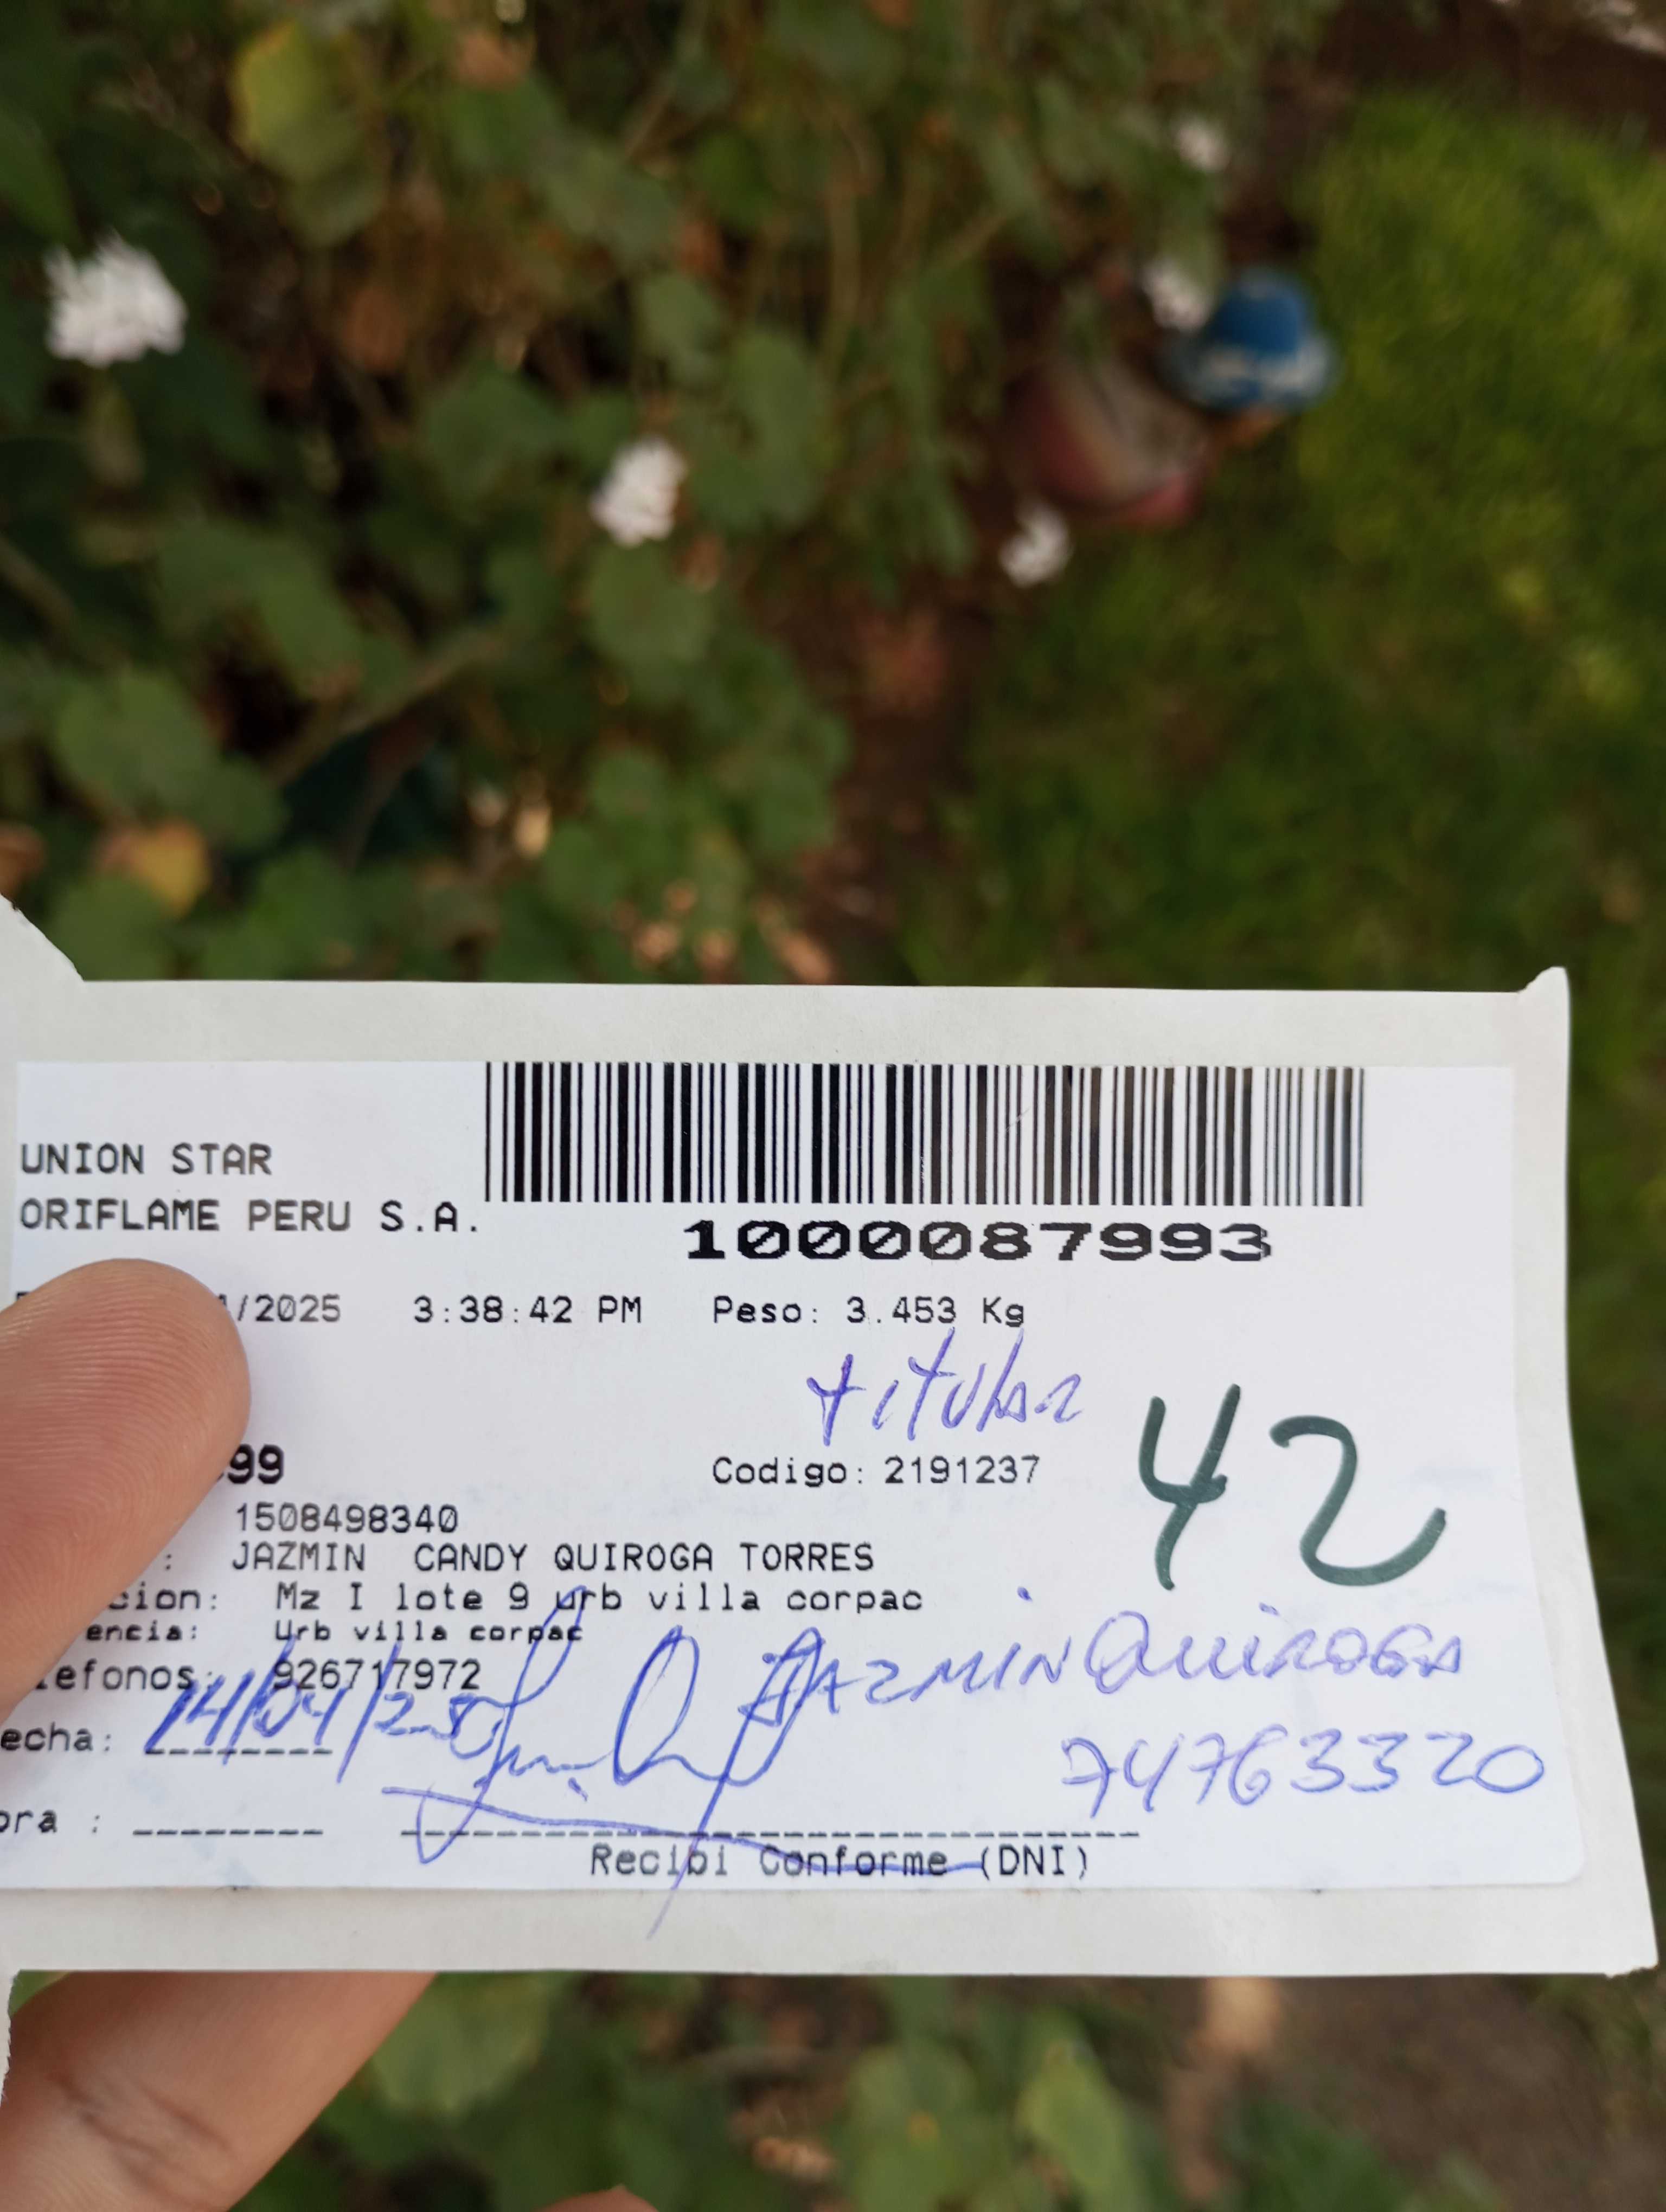 UNION STAR
ORIFLAME PERU S.A.
1000087993
/2025 3:38:42 PM Peso: 3.453 Kg
titular
42
99 Codigo: 2191237
1508498340
: JAZMIN CANDY QUIROGA TORRES
cion: Mz I lote 9 urb villa corpac
encia: Urb villa corpac
efonos: 926717972
JAZMIN QUIROGA
echa: 14/04/25
74763320
ora :
Recibi Conforme (DNI)